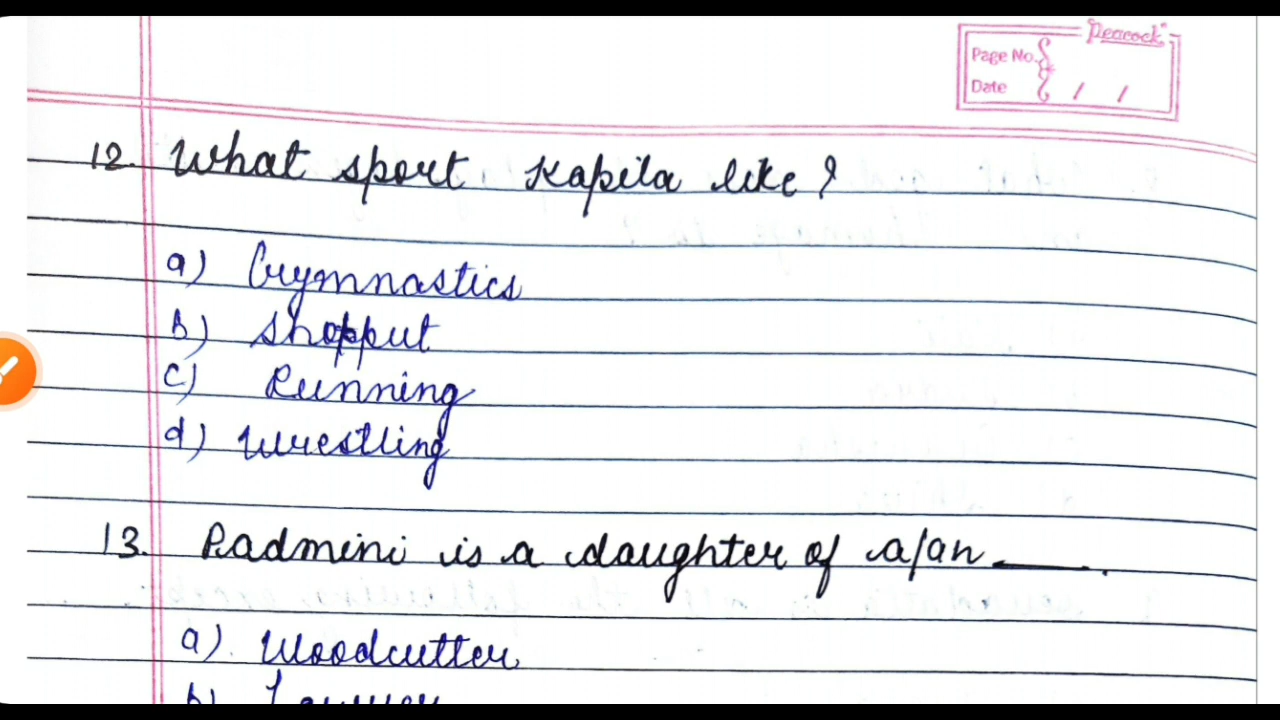 "Peacock"
Page No.
Date / /
12. What sport Kapila like ?
a) Gymnastics
b) Shotput
c) Running
d) Wrestling
13. Padmini is a daughter of a/an ____.
a). Woodcutter
b)